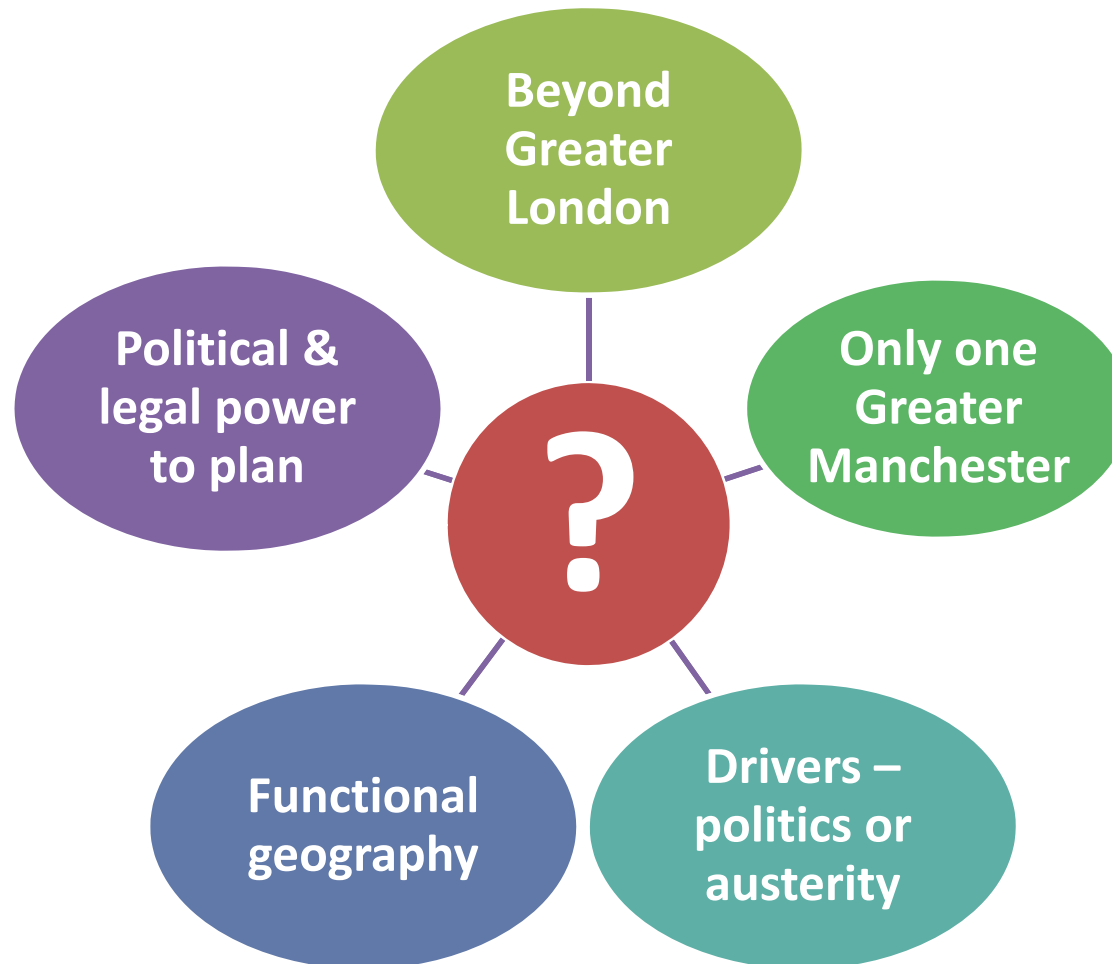 Beyond
Greater
London
Only one
Greater
Manchester
Drivers –
politics or
austerity
Functional
geography
Political &
legal power
to plan
?